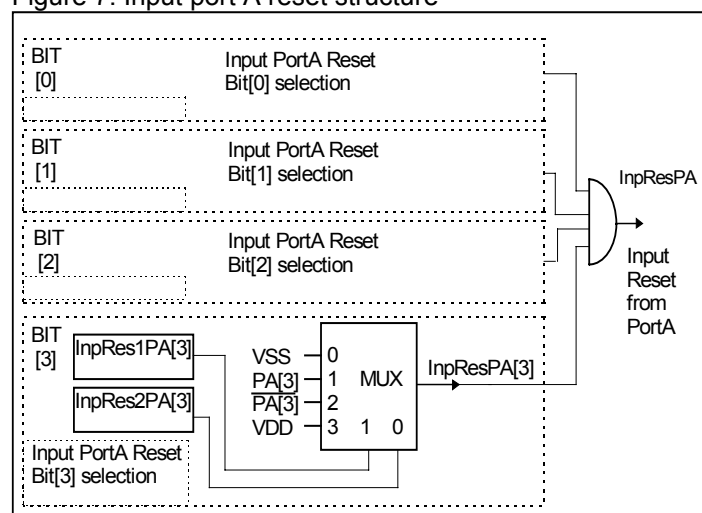 Figure 7. Input port A reset structure
BIT
[0]
Input PortA Reset
Bit[0] selection
BIT
[1]
Input PortA Reset
Bit[1] selection
BIT
[2]
Input PortA Reset
Bit[2] selection
InpResPA
Input
Reset
from
PortA
BIT
[3]
InpRes1PA[3]
InpRes2PA[3]
VSS 0
PA[3] 1 MUX
PA[3] 2
VDD 3 1 0
InpResPA[3]
Input PortA Reset
Bit[3] selection